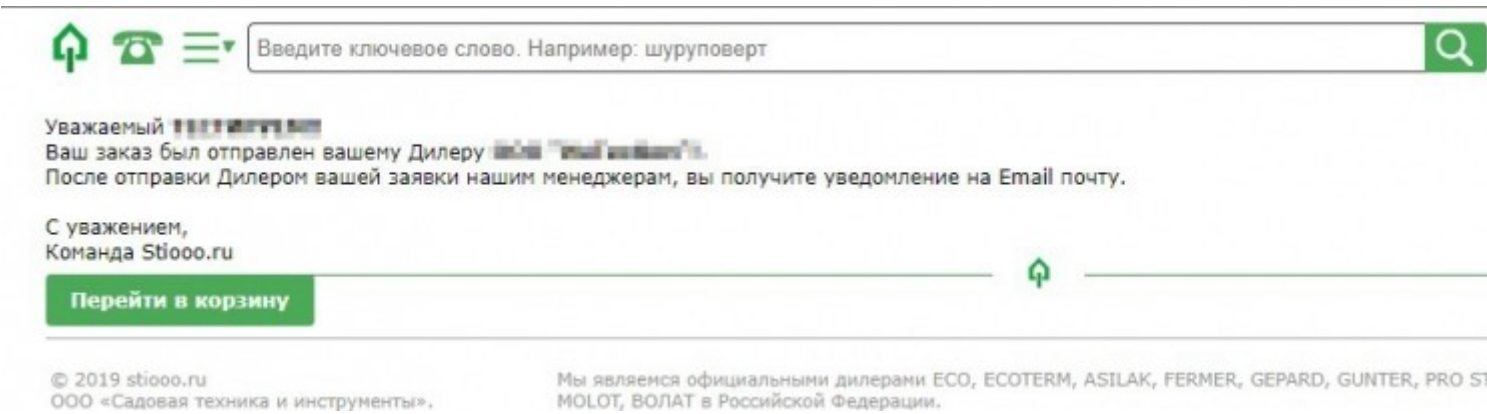 Введите ключевое слово. Например: шуруповерт
Уважаемый
Ваш заказ был отправлен вашему Дилеру
После отправки Дилером вашей заявки нашим менеджерам, вы получите уведомление на Email почту.
С уважением,
Команда Stiooo.ru
Перейти в корзину
© 2019 stiooo.ru
ООО «Садовая техника и инструменты».
Мы являемся официальными дилерами ECO, ECOTERM, ASILAK, FERMER, GEPARD, GUNTER, PRO ST
MOLOT, ВОЛАТ в Российской Федерации.